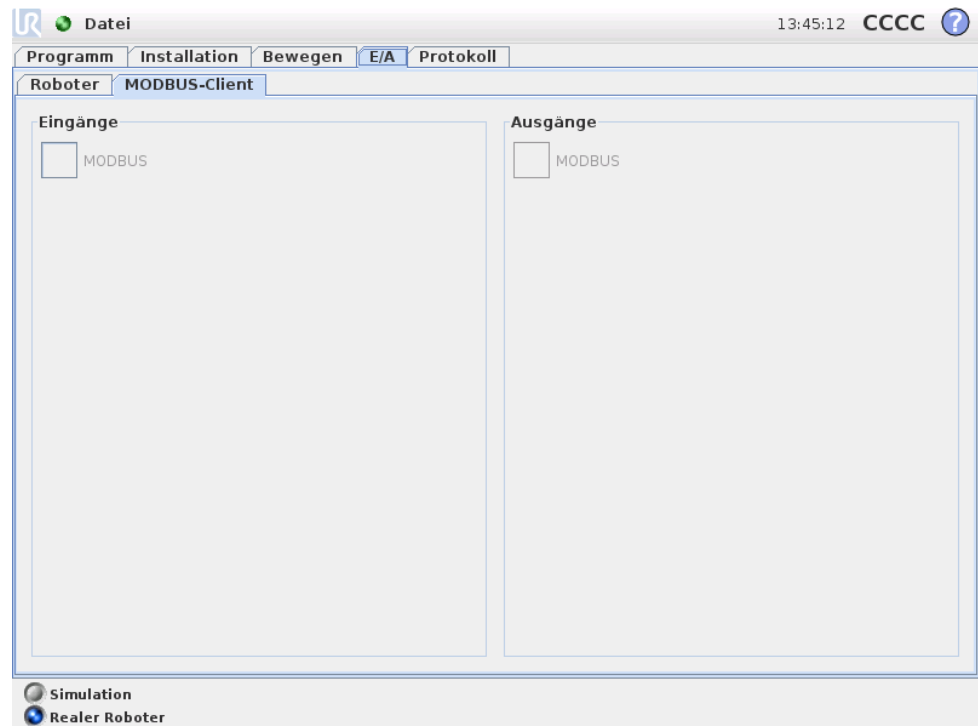 UR Datei 13:45:12 CCCC ?
Programm Installation Bewegen E/A Protokoll
Roboter MODBUS-Client
Eingänge
MODBUS
Ausgänge
MODBUS
Simulation
Realer Roboter